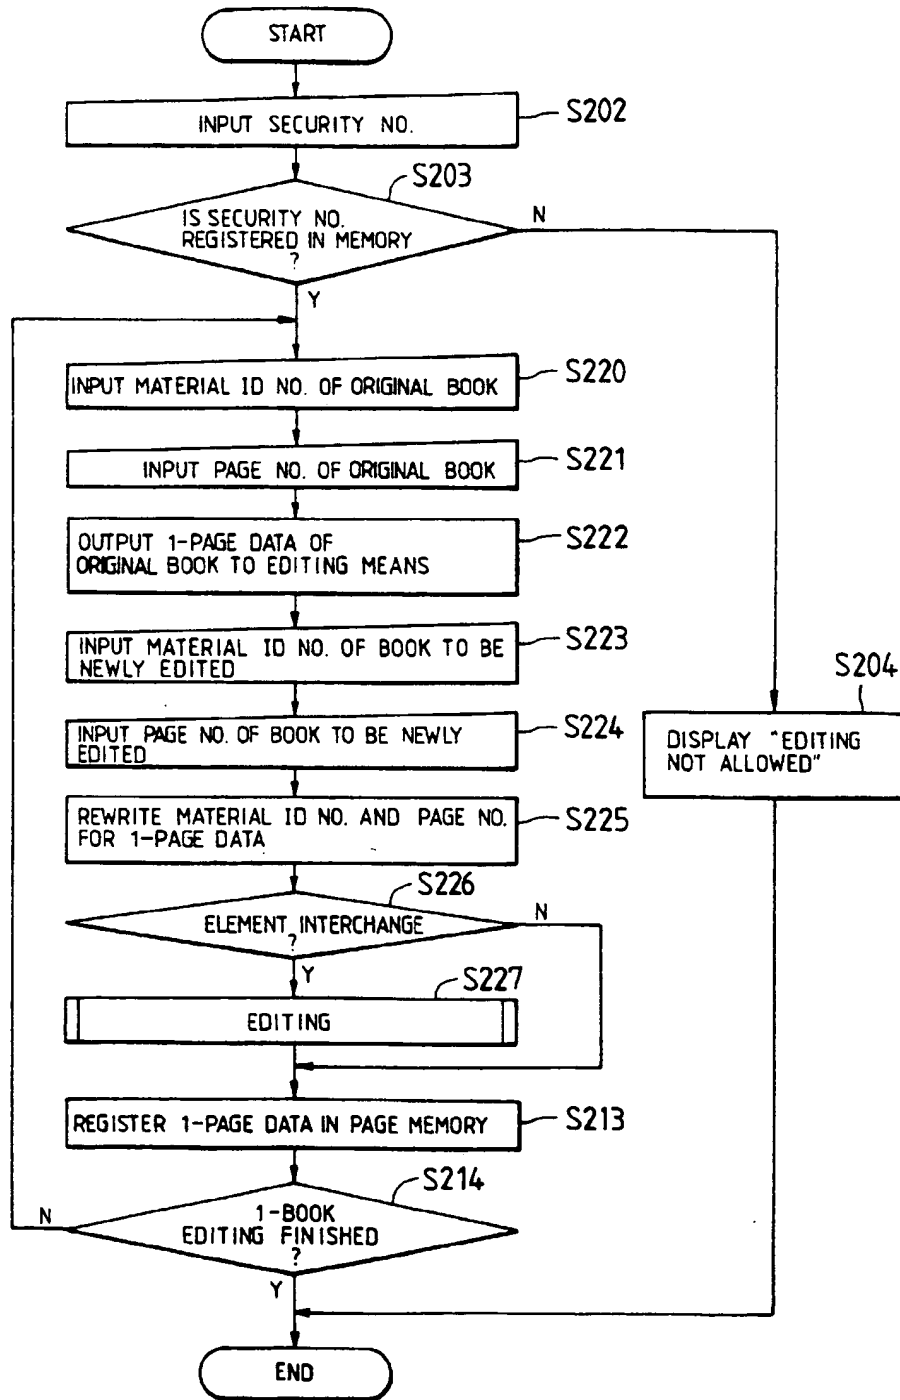 START
INPUT SECURITY NO.
S202
S203
IS SECURITY NO.
REGISTERED IN MEMORY
?
N
Y
INPUT MATERIAL ID NO. OF ORIGINAL BOOK
S220
INPUT PAGE NO. OF ORIGINAL BOOK
S221
OUTPUT 1-PAGE DATA OF
ORIGINAL BOOK TO EDITING MEANS
S222
INPUT MATERIAL ID NO. OF BOOK TO BE
NEWLY EDITED
S223
INPUT PAGE NO. OF BOOK TO BE NEWLY
EDITED
S224
S204
DISPLAY "EDITING
NOT ALLOWED"
REWRITE MATERIAL ID NO. AND PAGE NO.
FOR 1-PAGE DATA
S225
S226
ELEMENT INTERCHANGE
?
N
Y
S227
EDITING
REGISTER 1-PAGE DATA IN PAGE MEMORY
S213
S214
1-BOOK
EDITING FINISHED
?
N
Y
END